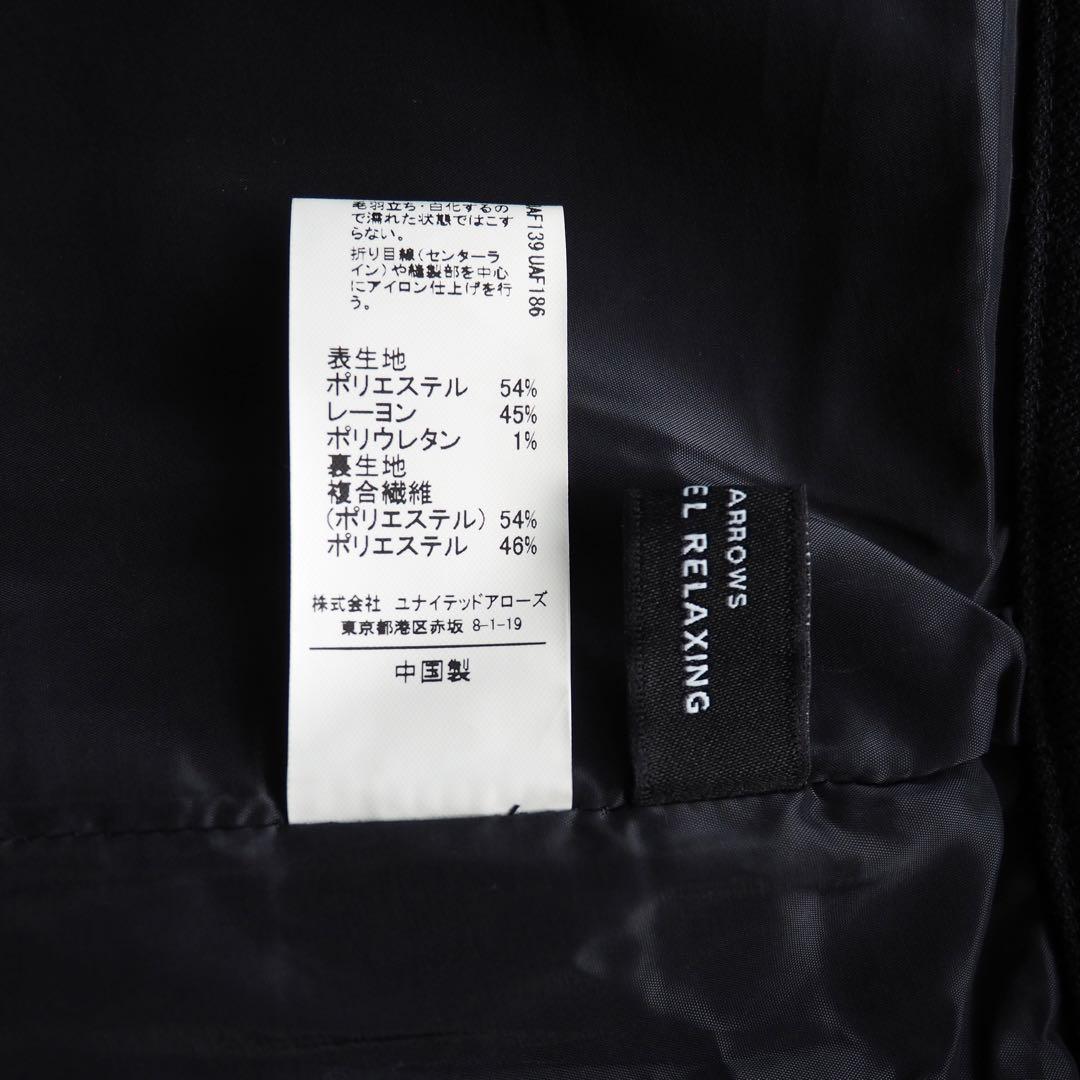 毛羽立ち・白化するの
で濡れた状態ではこす
らない。
折り目線(センターラ
イン)や縫製部を中心
にアイロン仕上げを行
う。
UAF139 UAF186
表生地
ポリエステル 54%
レーヨン 45%
ポリウレタン 1%
裏生地
複合繊維
(ポリエステル) 54%
ポリエステル 46%
株式会社 ユナイテッドアローズ
東京都港区赤坂 8-1-19
中国製
ARROWS
EL RELAXING